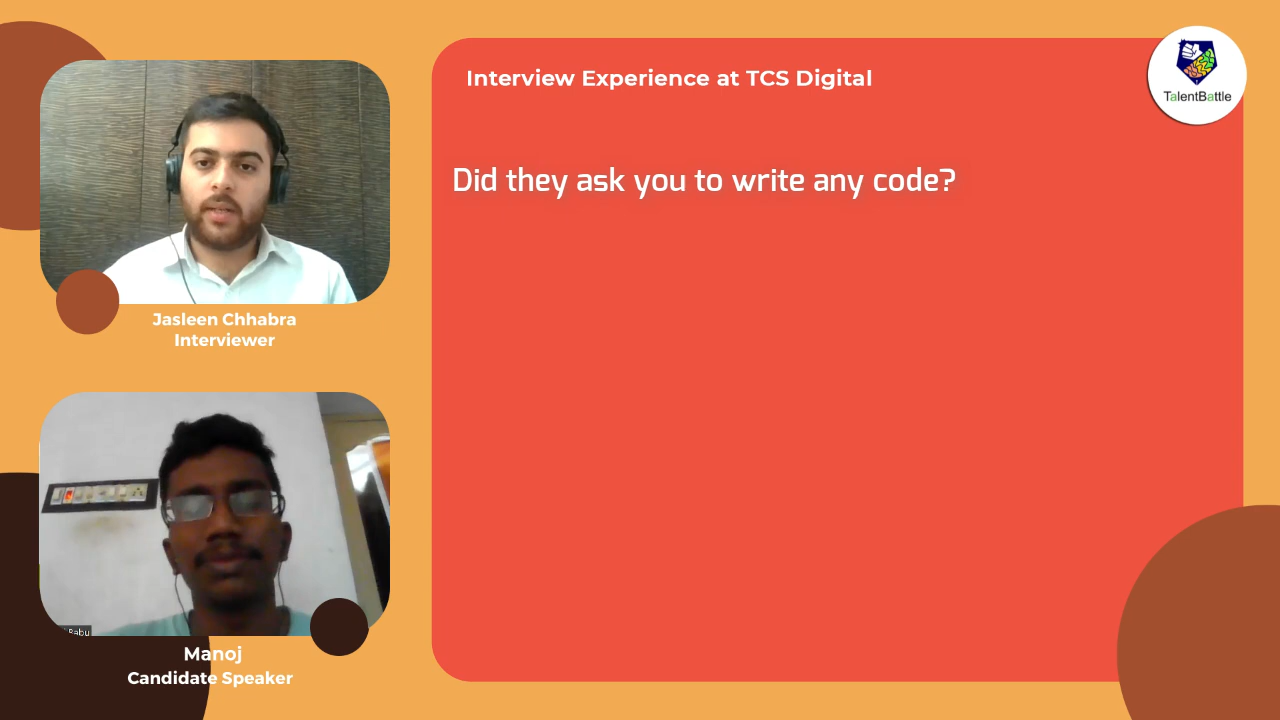 Interview Experience at TCS Digital
TalentBattle
Did they ask you to write any code?
Jasleen Chhabra
Interviewer
Babu
Manoj
Candidate Speaker